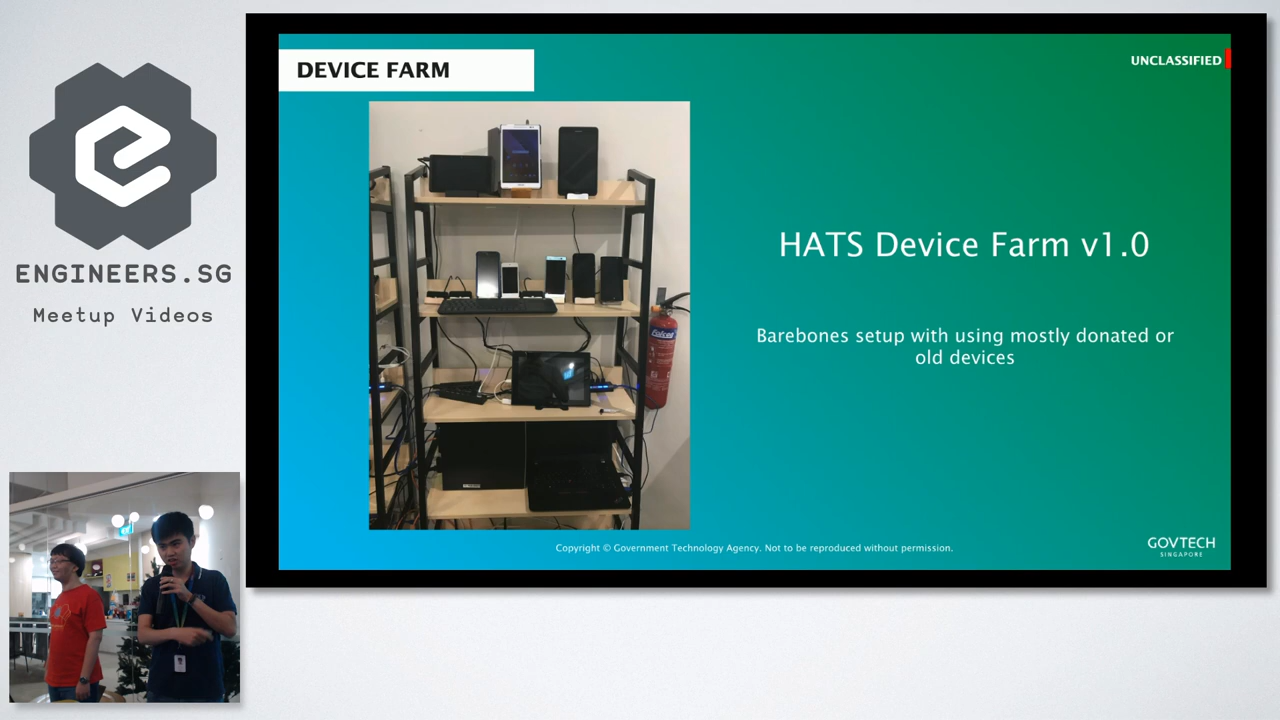 ENGINEERS.SG
Meetup Videos
DEVICE FARM
UNCLASSIFIED
HATS Device Farm v1.0
Barebones setup with using mostly donated or
old devices
Copyright © Government Technology Agency. Not to be reproduced without permission.
GOVTECH
SINGAPORE